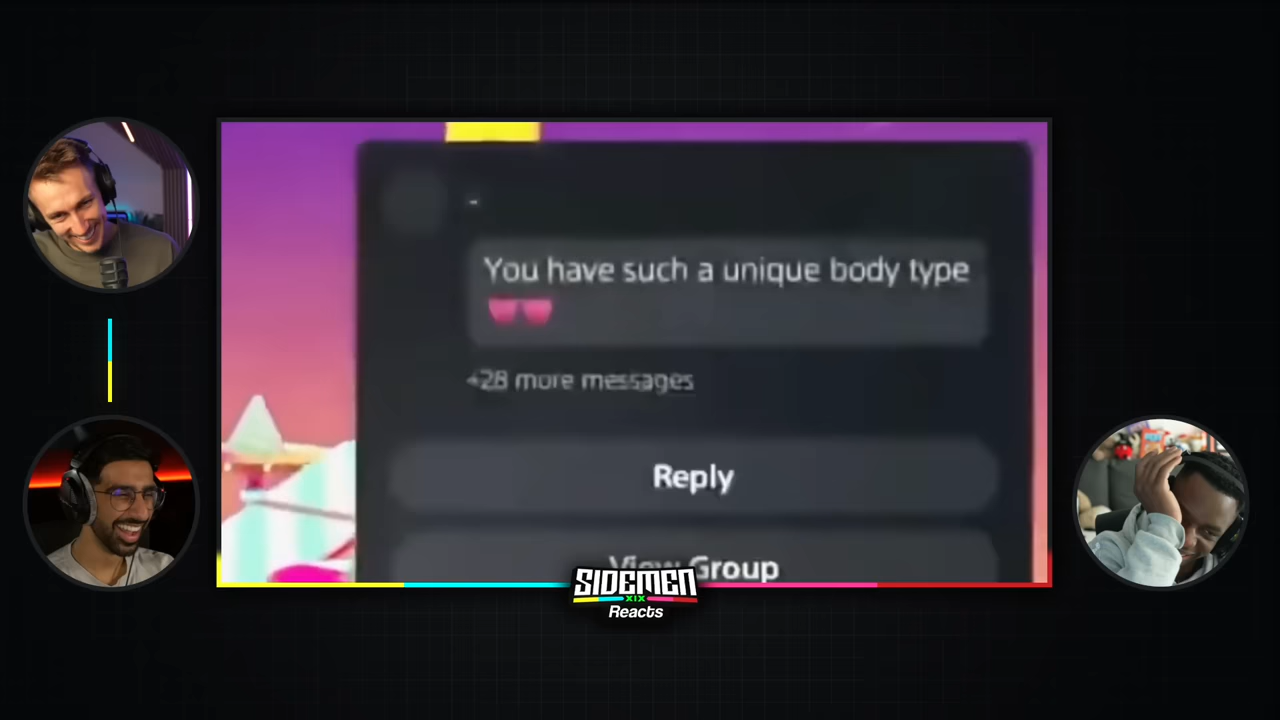 You have such a unique body type
+28 more messages
Reply
View Group
SIDEMEN
XIX
Reacts